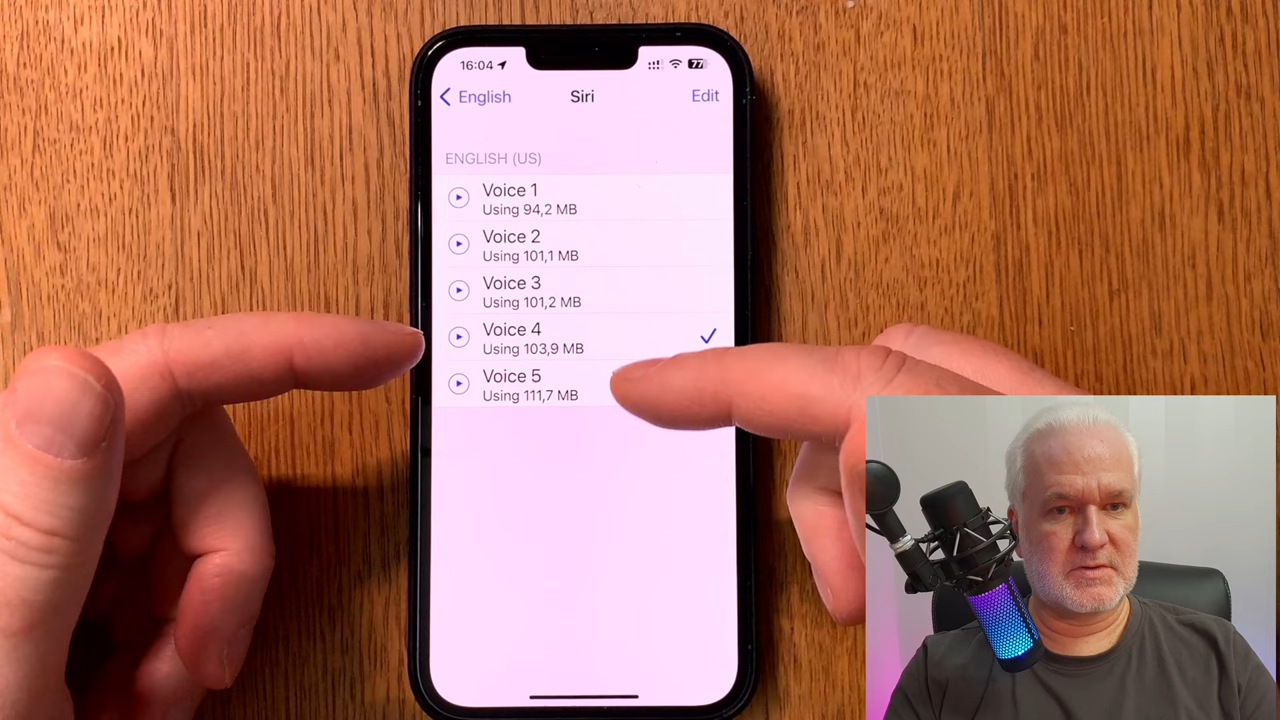 16:04
77
English
Siri
Edit
ENGLISH (US)
Voice 1
Using 94,2 MB
Voice 2
Using 101,1 MB
Voice 3
Using 101,2 MB
Voice 4
Using 103,9 MB
Voice 5
Using 111,7 MB